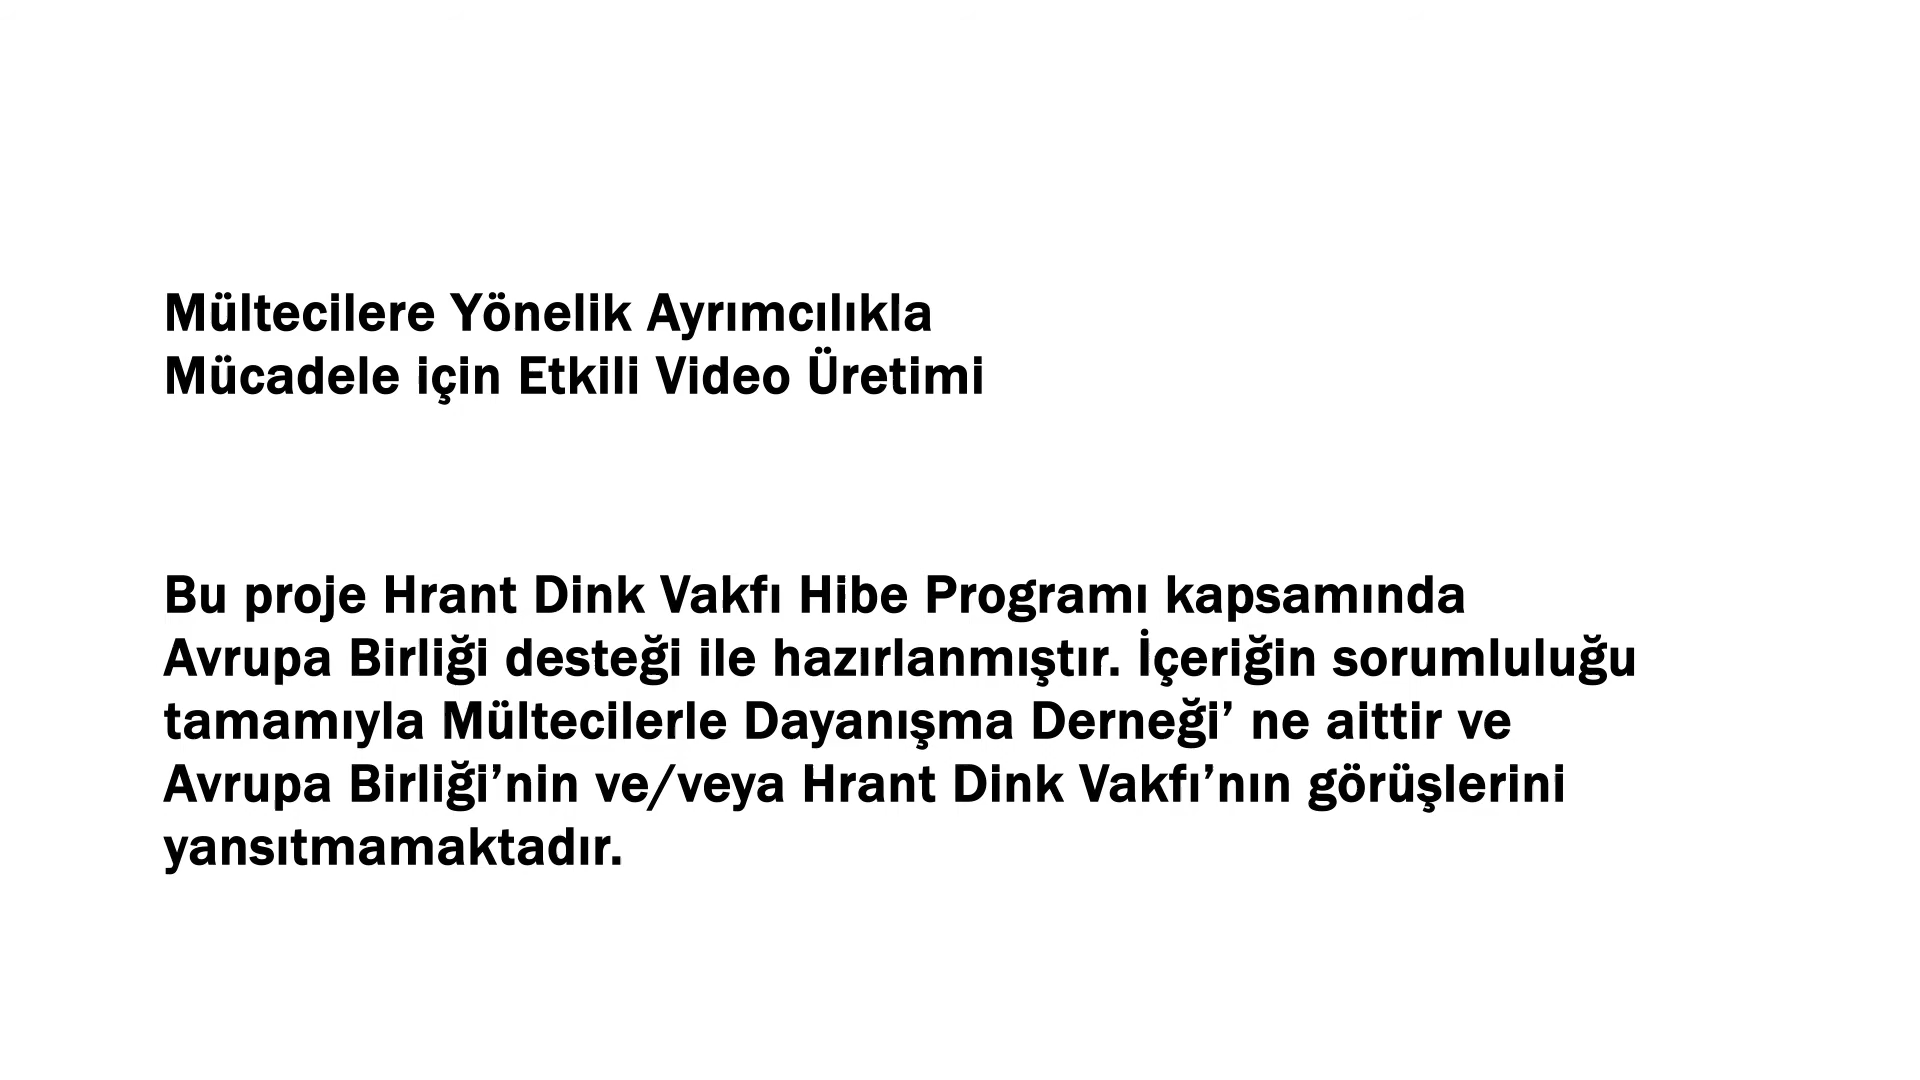 Mültecilere Yönelik Ayrımcılıkla
Mücadele için Etkili Video Üretimi
Bu proje Hrant Dink Vakfı Hibe Programı kapsamında
Avrupa Birliği desteği ile hazırlanmıştır. İçeriğin sorumluluğu
tamamıyla Mültecilerle Dayanışma Derneği’ ne aittir ve
Avrupa Birliği’nin ve/veya Hrant Dink Vakfı’nın görüşlerini
yansıtmamaktadır.